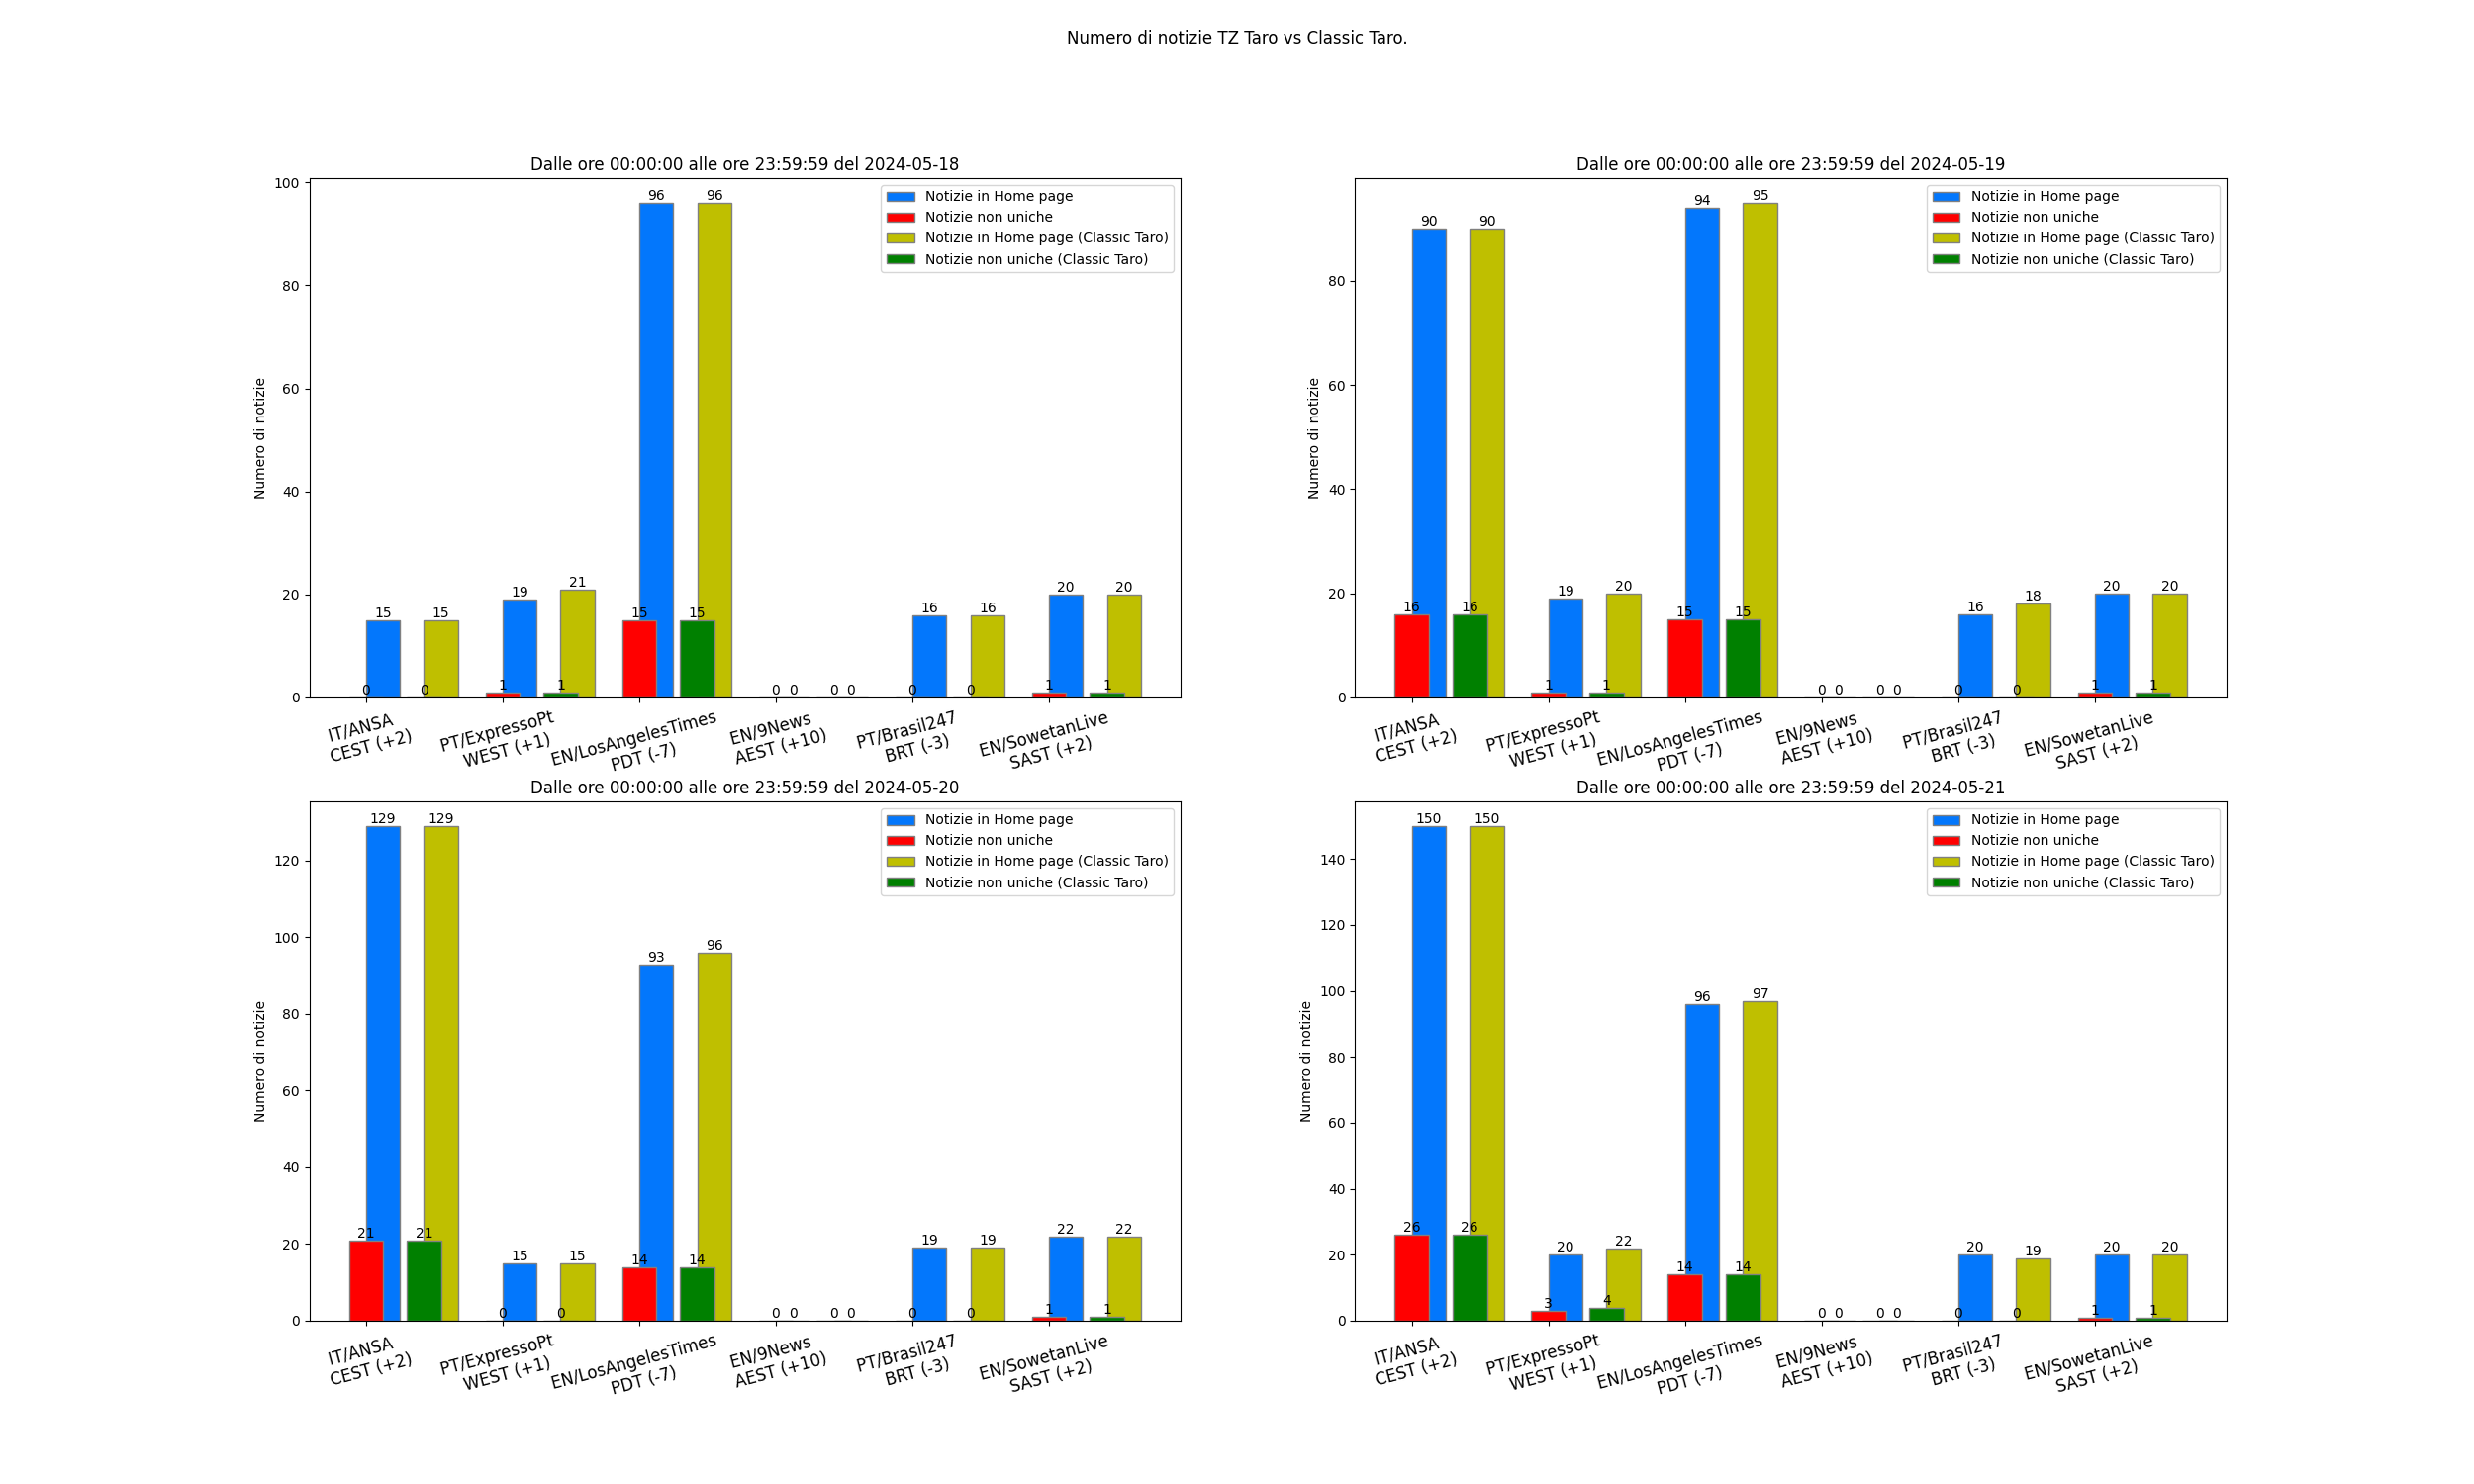 Numero di notizie TZ Taro vs Classic Taro.
Dalle ore 00:00:00 alle ore 23:59:59 del 2024-05-18
Numero di notizie
100
80
60
40
20
0
Notizie in Home page
Notizie non uniche
Notizie in Home page (Classic Taro)
Notizie non uniche (Classic Taro)
96 96
15 15 19 21 15 15 16 16 20 20
0 0 1 1 0 0 0 0 0 0 1 1
IT/ANSA
CEST (+2)
PT/ExpressoPt
WEST (+1)
EN/LosAngelesTimes
PDT (-7)
EN/9News
AEST (+10)
PT/Brasil247
BRT (-3)
EN/SowetanLive
SAST (+2)
Dalle ore 00:00:00 alle ore 23:59:59 del 2024-05-19
Numero di notizie
80
60
40
20
0
Notizie in Home page
Notizie non uniche
Notizie in Home page (Classic Taro)
Notizie non uniche (Classic Taro)
90 90 94 95
16 16 19 20 15 15 16 18 20 20
1 1 0 0 0 0 0 0 1 1
IT/ANSA
CEST (+2)
PT/ExpressoPt
WEST (+1)
EN/LosAngelesTimes
PDT (-7)
EN/9News
AEST (+10)
PT/Brasil247
BRT (-3)
EN/SowetanLive
SAST (+2)
Dalle ore 00:00:00 alle ore 23:59:59 del 2024-05-20
Numero di notizie
120
100
80
60
40
20
0
Notizie in Home page
Notizie non uniche
Notizie in Home page (Classic Taro)
Notizie non uniche (Classic Taro)
129 129
93 96
21 21 15 15 14 14 19 19 22 22
0 0 0 0 0 0 0 0 1 1
IT/ANSA
CEST (+2)
PT/ExpressoPt
WEST (+1)
EN/LosAngelesTimes
PDT (-7)
EN/9News
AEST (+10)
PT/Brasil247
BRT (-3)
EN/SowetanLive
SAST (+2)
Dalle ore 00:00:00 alle ore 23:59:59 del 2024-05-21
Numero di notizie
140
120
100
80
60
40
20
0
Notizie in Home page
Notizie non uniche
Notizie in Home page (Classic Taro)
Notizie non uniche (Classic Taro)
150 150
96 97
26 26 20 22 14 14 20 19 20 20
3 4 0 0 0 0 0 0 1 1
IT/ANSA
CEST (+2)
PT/ExpressoPt
WEST (+1)
EN/LosAngelesTimes
PDT (-7)
EN/9News
AEST (+10)
PT/Brasil247
BRT (-3)
EN/SowetanLive
SAST (+2)